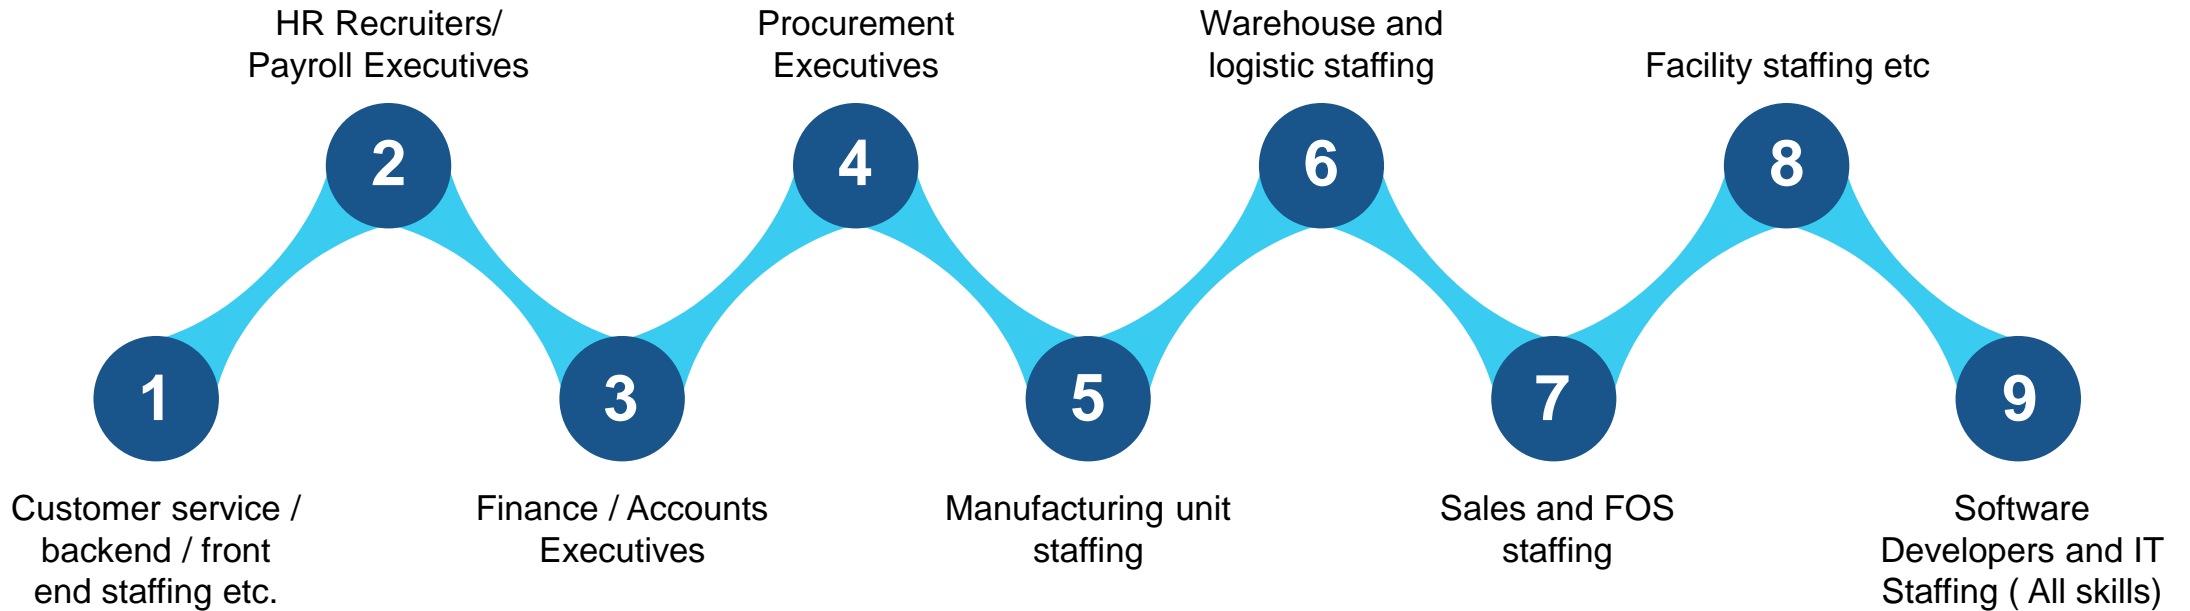 HR Recruiters/
Payroll Executives
Procurement
Executives
Warehouse and
logistic staffing
Facility staffing etc
2
4
6
8
1
3
5
7
9
Customer service /
backend / front
end staffing etc.
Finance / Accounts
Executives
Manufacturing unit
staffing
Sales and FOS
staffing
Software
Developers and IT
Staffing ( All skills)